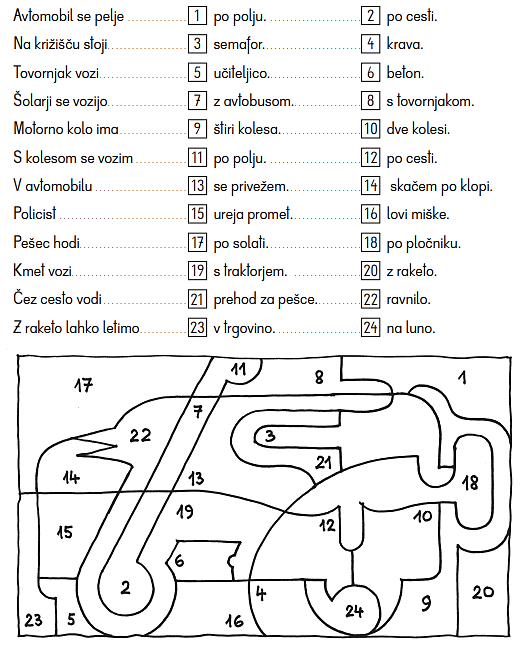 Avtomobil se pelje 1 po polju. 2 po cesti.
Na križišču stoji 3 semafor. 4 krava.
Tovornjak vozi 5 učiteljico. 6 beton.
Šolarji se vozijo 7 z avtobusom. 8 s tovornjakom.
Motorno kolo ima 9 štiri kolesa. 10 dve kolesi.
S kolesom se vozim 11 po polju. 12 po cesti.
V avtomobilu 13 se privežem. 14 skačem po klopi.
Policist 15 ureja promet. 16 lovi miške.
Pešec hodi 17 po solati. 18 po pločniku.
Kmet vozi 19 s traktorjem. 20 z raketo.
Čez cesto vodi 21 prehod za pešce. 22 ravnilo.
Z raketo lahko letimo 23 v trgovino. 24 na luno.
17 11 8 1
7
22 3
14 13 21 18
15 19 12 10
6
2 4 24 9 20
23 5 16